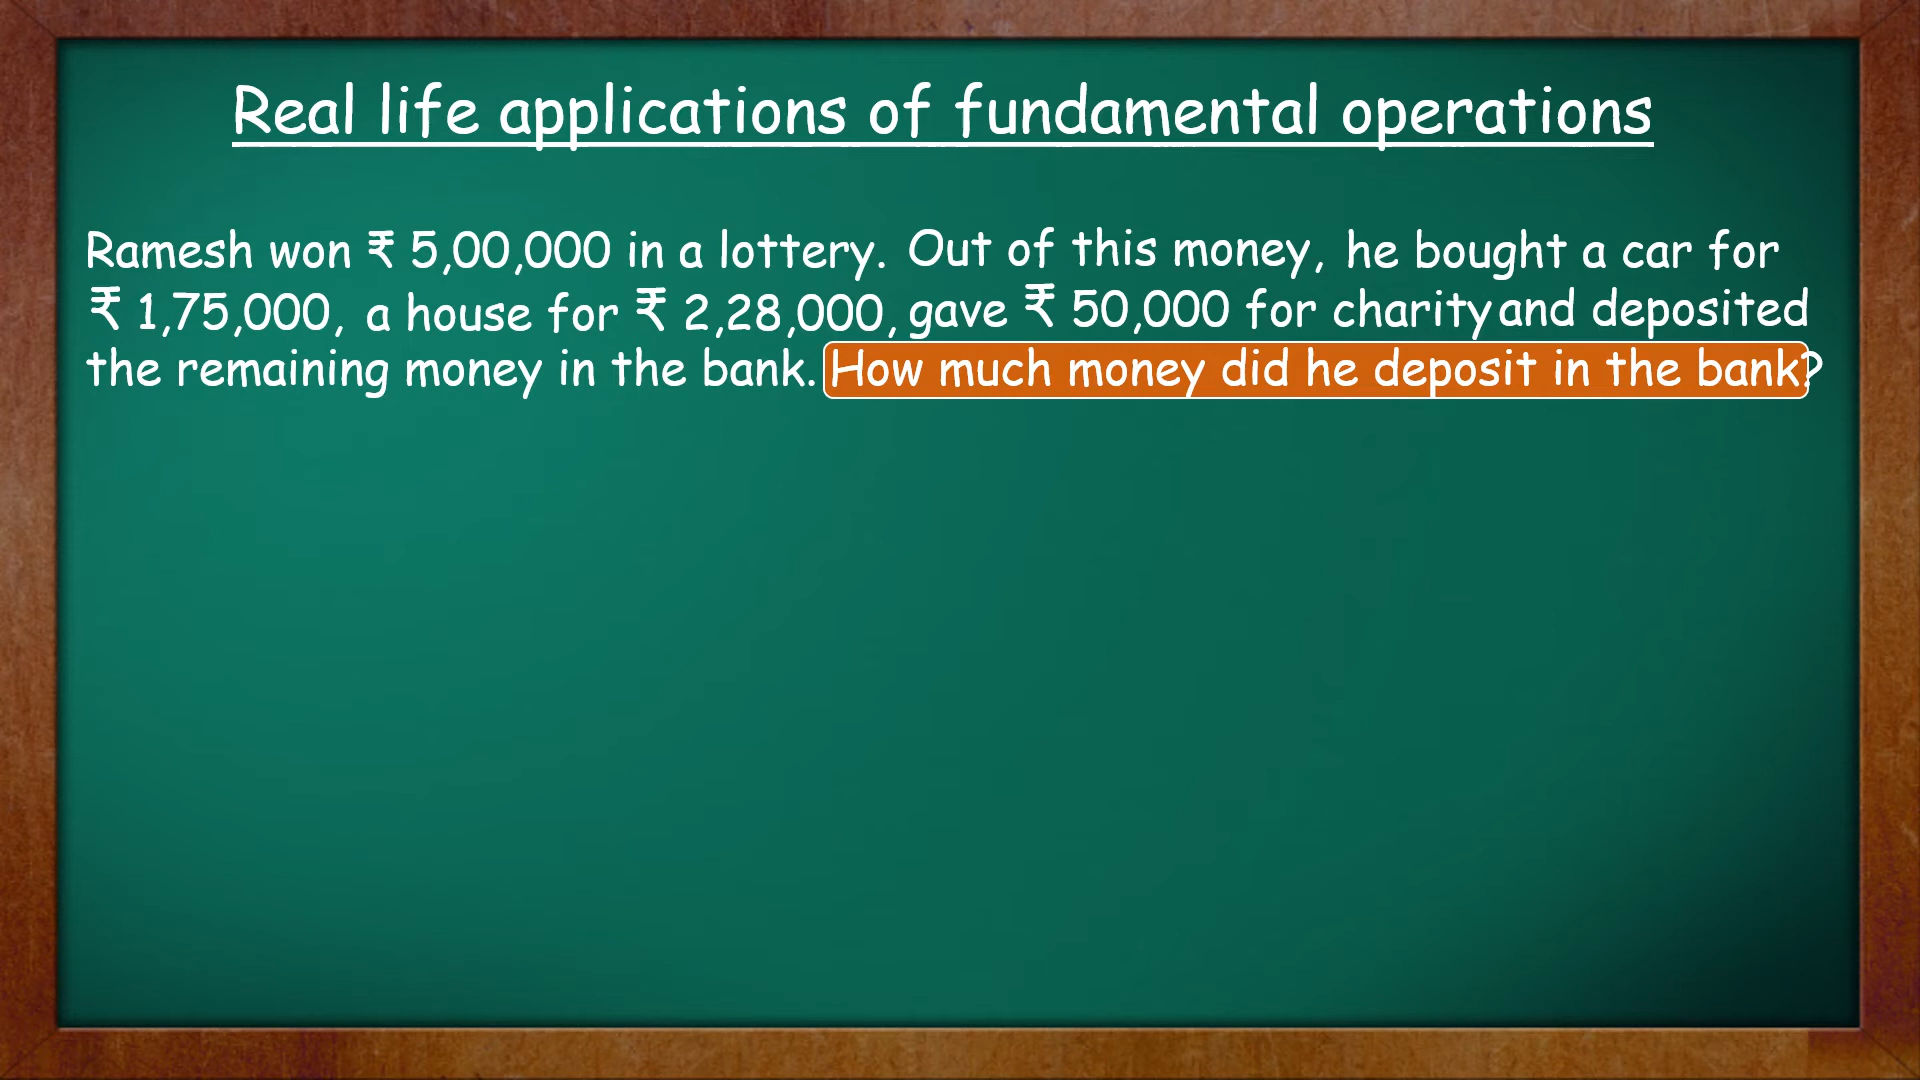 Real life applications of fundamental operations
Ramesh won ₹ 5,00,000 in a lottery. Out of this money, he bought a car for
₹ 1,75,000, a house for ₹ 2,28,000, gave ₹ 50,000 for charity and deposited
the remaining money in the bank. How much money did he deposit in the bank?